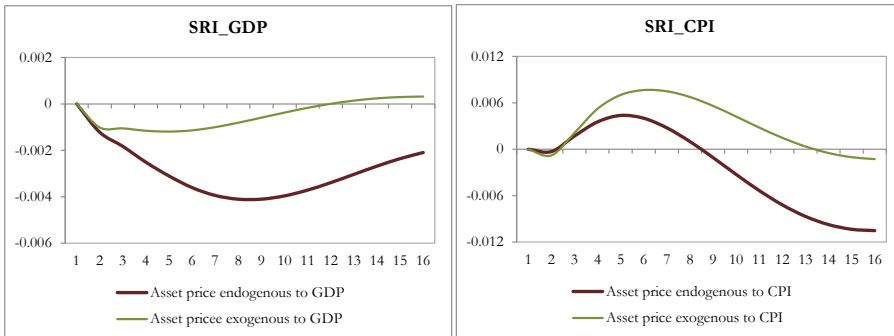 SRI_GDP
0.002
0
-0.002
-0.004
-0.006
1 2 3 4 5 6 7 8 9 10 11 12 13 14 15 16
Asset price endogenous to GDP
Asset pricee exogenous to GDP
SRI_CPI
0.012
0.006
0
-0.006
-0.012
1 2 3 4 5 6 7 8 9 10 11 12 13 14 15 16
Asset price endogenous to CPI
Asset price exogenous to CPI